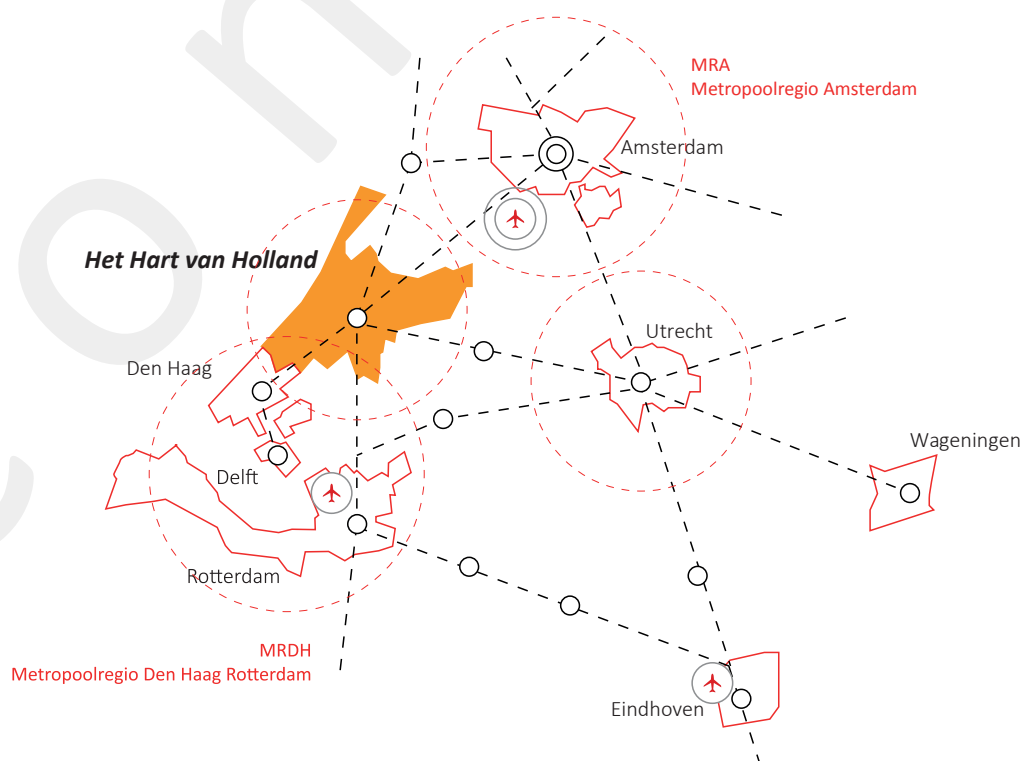 MRA
Metropoolregio Amsterdam
Amsterdam
Het Hart van Holland
Utrecht
Den Haag
Wageningen
Delft
Rotterdam
MRDH
Metropoolregio Den Haag Rotterdam
Eindhoven